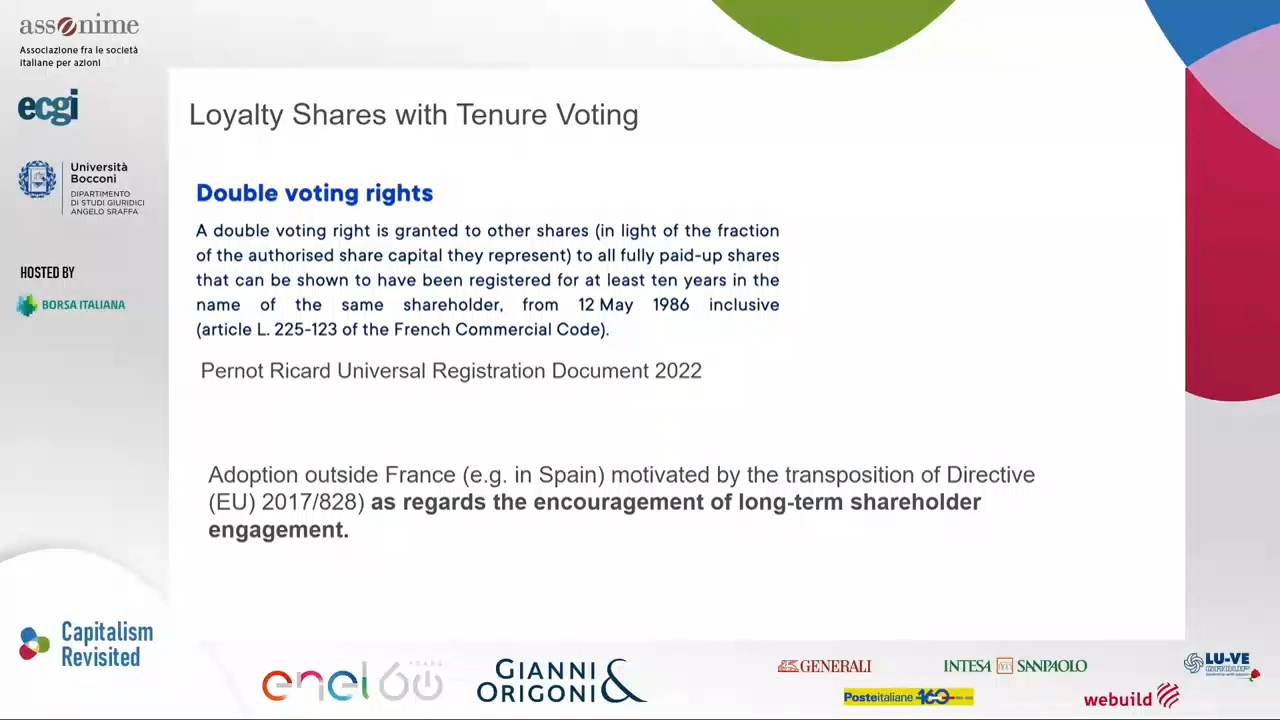 assonime
Associazione fra le società
italiane per azioni
ecgi
Università
Bocconi
DIPARTIMENTO
DI STUDI GIURIDICI
ANGELO SRAFFA
HOSTED BY
BORSA ITALIANA
Loyalty Shares with Tenure Voting
Double voting rights
A double voting right is granted to other shares (in light of the fraction
of the authorised share capital they represent) to all fully paid-up shares
that can be shown to have been registered for at least ten years in the
name of the same shareholder, from 12 May 1986 inclusive
(article L. 225-123 of the French Commercial Code).
Pernot Ricard Universal Registration Document 2022
Adoption outside France (e.g. in Spain) motivated by the transposition of Directive
(EU) 2017/828) as regards the encouragement of long-term shareholder
engagement.
Capitalism
Revisited
enel 60 YEARS
GIANNI &
ORIGONI
GENERALI
INTESA SANPAOLO
LU-VE
GROUP
Posteitaliane 160
webuild